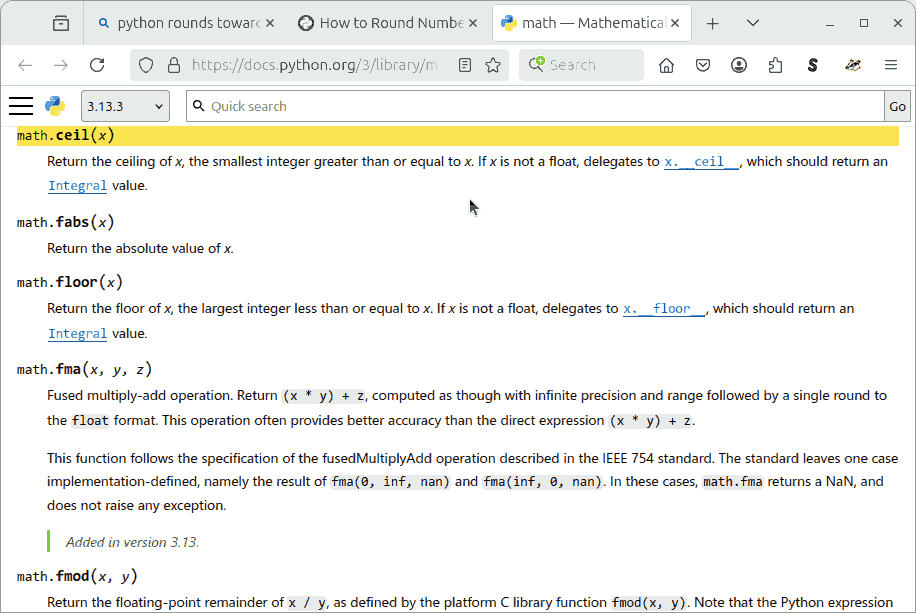 python rounds towar
How to Round Numbe
math — Mathematical
https://docs.python.org/3/library/m
Search
3.13.3
Quick search
Go
math.ceil(x)
Return the ceiling of x, the smallest integer greater than or equal to x. If x is not a float, delegates to x.__ceil__, which should return an
Integral value.
math.fabs(x)
Return the absolute value of x.
math.floor(x)
Return the floor of x, the largest integer less than or equal to x. If x is not a float, delegates to x.__floor__, which should return an
Integral value.
math.fma(x, y, z)
Fused multiply-add operation. Return (x * y) + z, computed as though with infinite precision and range followed by a single round to
the float format. This operation often provides better accuracy than the direct expression (x * y) + z.
This function follows the specification of the fusedMultiplyAdd operation described in the IEEE 754 standard. The standard leaves one case
implementation-defined, namely the result of fma(0, inf, nan) and fma(inf, 0, nan). In these cases, math.fma returns a NaN, and
does not raise any exception.
Added in version 3.13.
math.fmod(x, y)
Return the floating-point remainder of x / y, as defined by the platform C library function fmod(x, y). Note that the Python expression